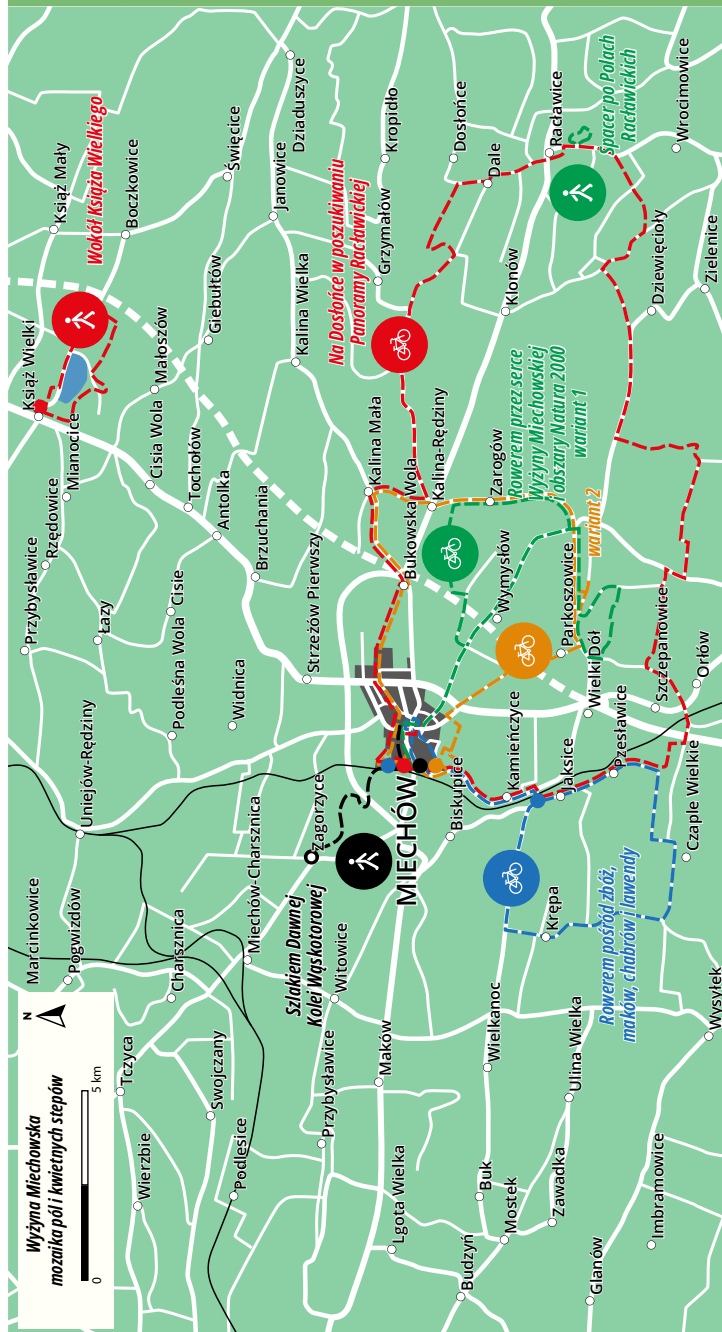 Wyżyna Miechowska
mozaika pól i kwietnych stepów
0
5 km
N
Marcinkowice
Pogwizdów
Uniejów-Rędziny
Przybysławice
Rzędowice
Mianocice
Książ Wielki
Książ Mały
Wokół Książa Wielkiego
Boczkowice
Tczyca
Wierzbie
Charsznica
Łazy
Cisia Wola
Małoszów
Święcice
Dziaduszyce
Swojczany
Podlesice
Miechów-Charsznica
Podleśna Wola
Cisie
Tochołów
Antolka
Giebułtów
Janowice
Widnica
Brzuchania
Kalina Wielka
Szlakiem Dawnej
Kolei Wąskotorowej
Zagorzyce
Strzeżów Pierwszy
Przybysławice
Witowice
Na Dosłońce w poszukiwaniu
Panoramy Racławickiej
Grzymałów
Kropidło
Lgota Wielka
Maków
MIECHÓW
Bukowska Wola
Kalina Mała
Kalina-Rędziny
Dosłońce
Dale
Budzyń
Buk
Mostek
Wielkanoc
Biskupice
Zarogów
Wymysłów
Klonów
Rowerem przez serce
Wyżyny Miechowskiej
i obszary Natura 2000
wariant 1
wariant 2
Racławice
Spacer po Polach
Racławickich
Zawadka
Ulina Wielka
Krępa
Kamieńczyce
Jaksice
Parkoszowice
Wielki Dół
Pzesławice
Rowerem pośród zbóż,
maków, chabrów i lawendy
Glanów
Imbramowice
Wysyłek
Czaple Wielkie
Szczepanowice
Orłów
Dziewięcioły
Zielenice
Wrocimowice